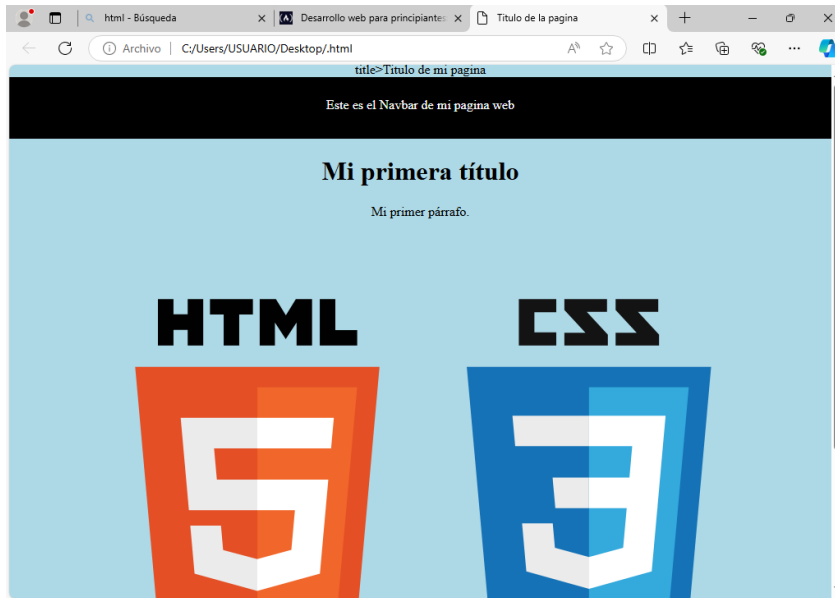 html - Búsqueda
Desarrollo web para principiantes
Titulo de la pagina
Archivo | C:/Users/USUARIO/Desktop/.html
title>Titulo de mi pagina
Este es el Navbar de mi pagina web
Mi primera título
Mi primer párrafo.
HTML CSS
5 3